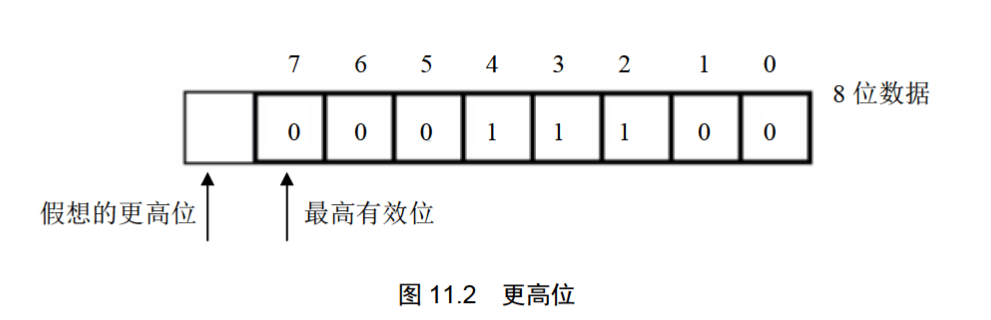 7 6 5 4 3 2 1 0
8 位数据
0 0 0 1 1 1 0 0
假想的更高位
最高有效位
图 11.2 更高位